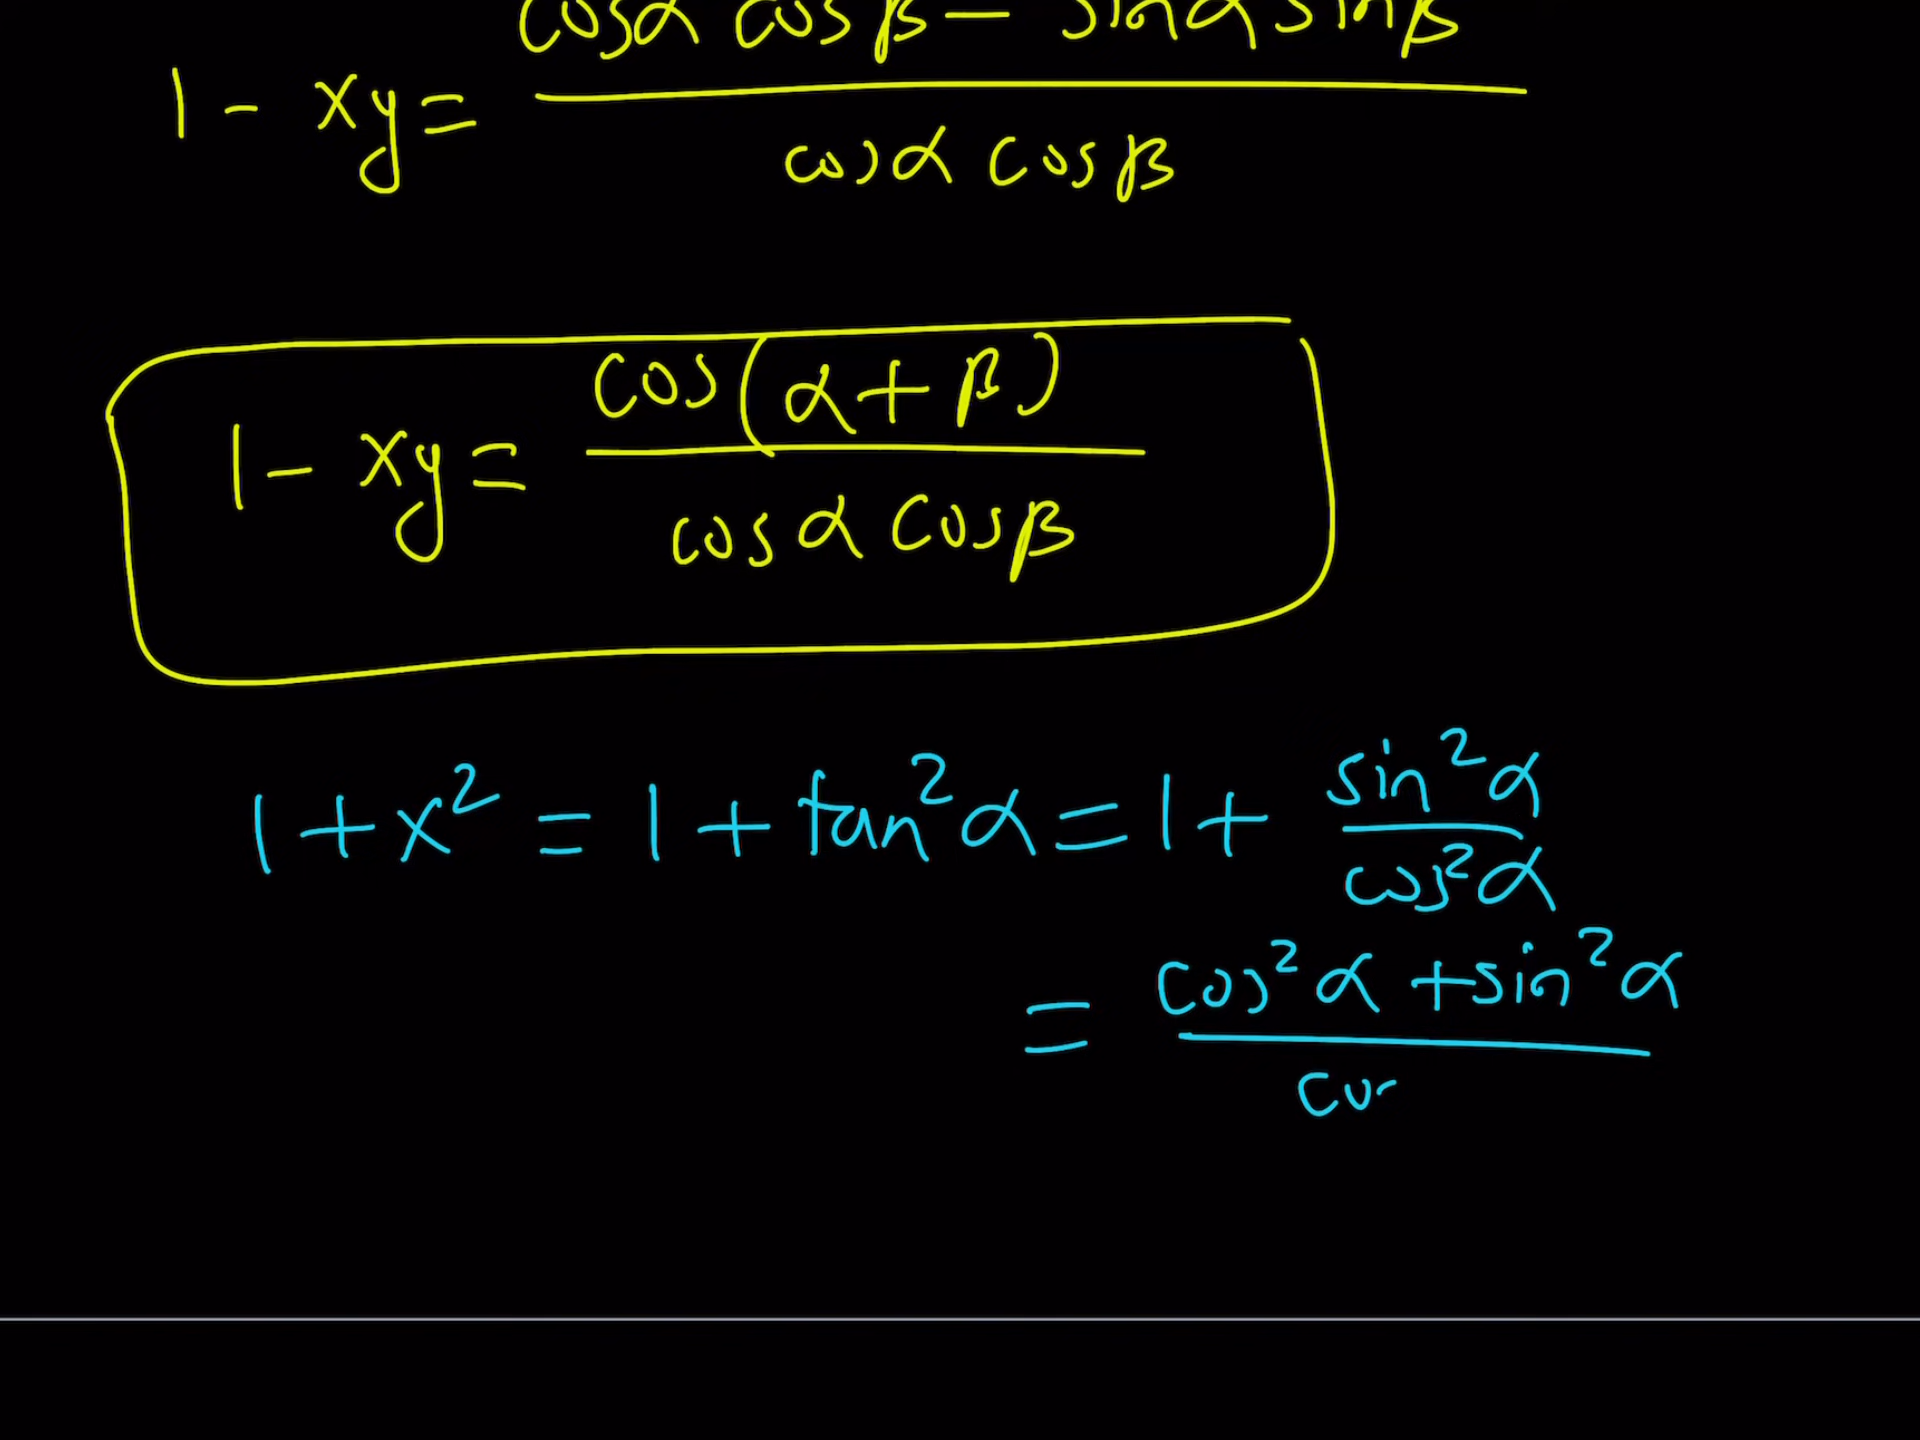 1 - xy = (cosα cosβ - sinα sinβ) / (cosα cosβ)
1 - xy = cos(α + β) / (cosα cosβ)
1 + x² = 1 + tan²α = 1 + sin²α / cos²α
= (cos²α + sin²α) / co